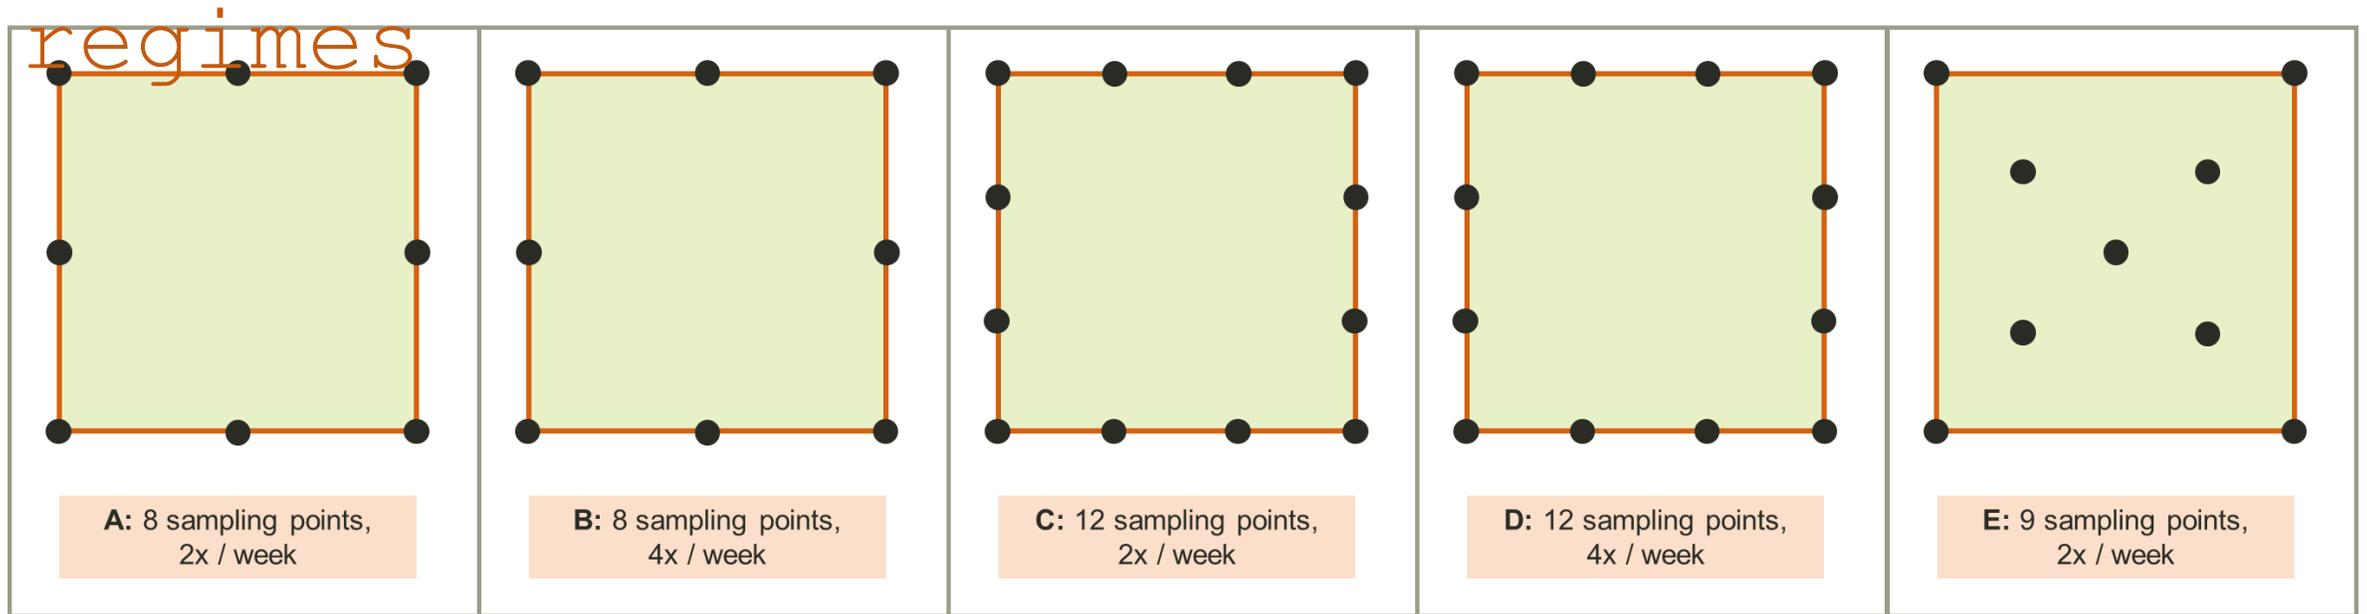 regimes
A: 8 sampling points,
2x / week
B: 8 sampling points,
4x / week
C: 12 sampling points,
2x / week
D: 12 sampling points,
4x / week
E: 9 sampling points,
2x / week